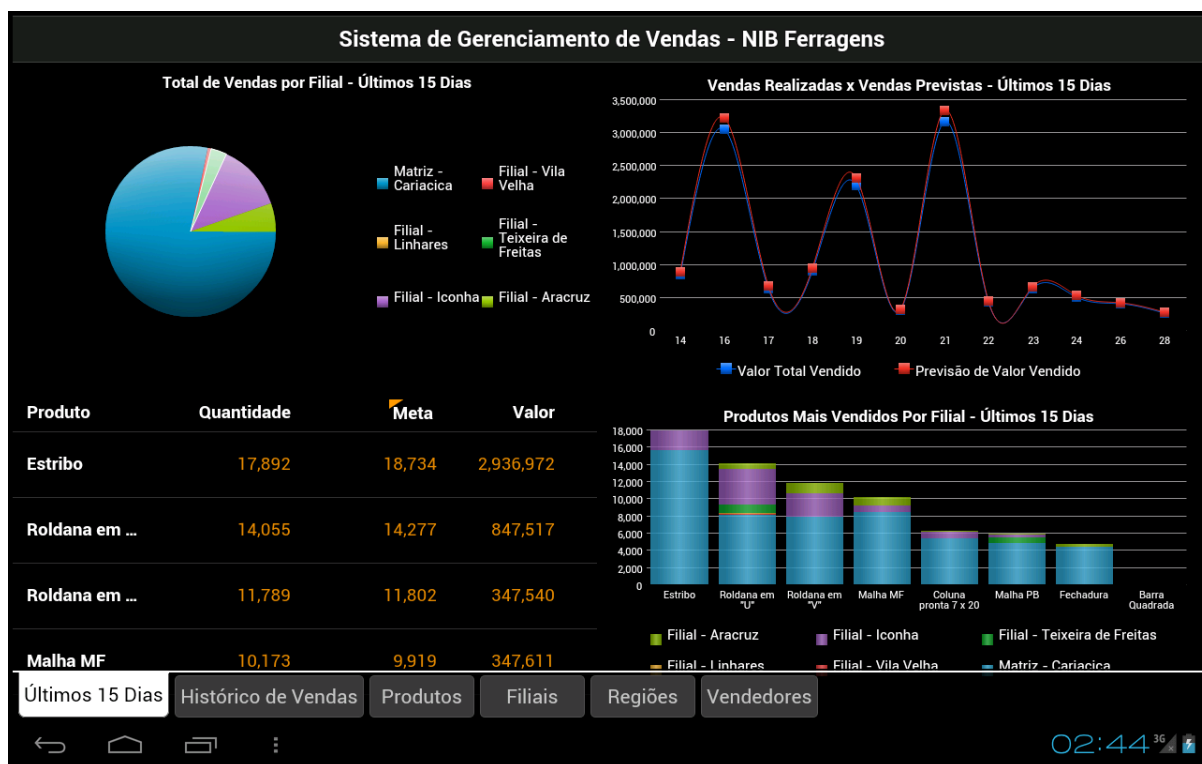 Sistema de Gerenciamento de Vendas - NIB Ferragens
Total de Vendas por Filial - Últimos 15 Dias
Matriz -
Cariacica
Filial - Vila
Velha
Filial -
Linhares
Filial -
Teixeira de
Freitas
Filial - Iconha
Filial - Aracruz
Vendas Realizadas x Vendas Previstas - Últimos 15 Dias
3,500,000
3,000,000
2,500,000
2,000,000
1,500,000
1,000,000
500,000
0
14 16 17 18 19 20 21 22 23 24 26 28
Valor Total Vendido Previsão de Valor Vendido
Produto Quantidade Meta Valor
Estribo 17,892 18,734 2,936,972
Roldana em ... 14,055 14,277 847,517
Roldana em ... 11,789 11,802 347,540
Malha MF 10,173 9,919 347,611
Produtos Mais Vendidos Por Filial - Últimos 15 Dias
18,000
16,000
14,000
12,000
10,000
8,000
6,000
4,000
2,000
0
Estribo
Roldana em
"U"
Roldana em
"V"
Malha MF
Coluna
pronta 7 x 20
Malha PB
Fechadura
Barra
Quadrada
Filial - Aracruz Filial - Iconha Filial - Teixeira de Freitas
Filial - Linhares Filial - Vila Velha Matriz - Cariacica
Últimos 15 Dias Histórico de Vendas Produtos Filiais Regiões Vendedores
02:44 3G